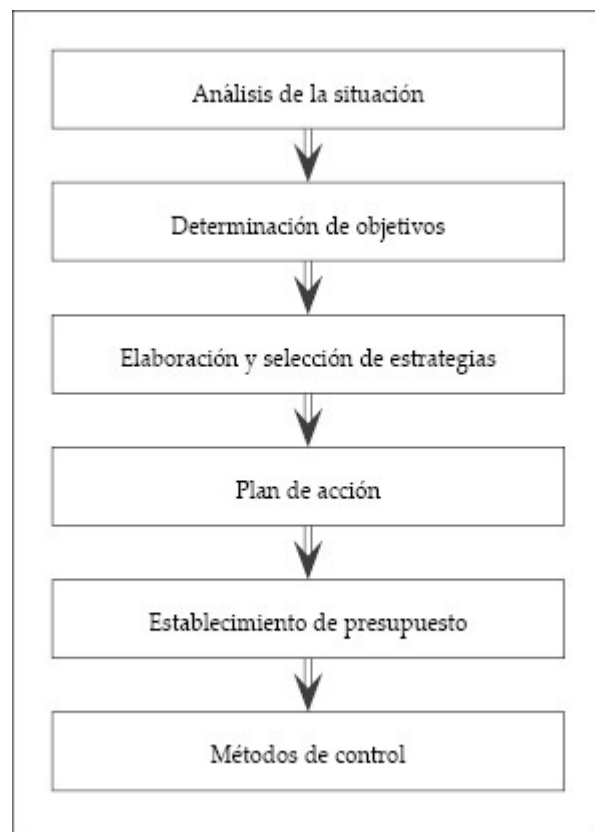 Análisis de la situación
Determinación de objetivos
Elaboración y selección de estrategias
Plan de acción
Establecimiento de presupuesto
Métodos de control